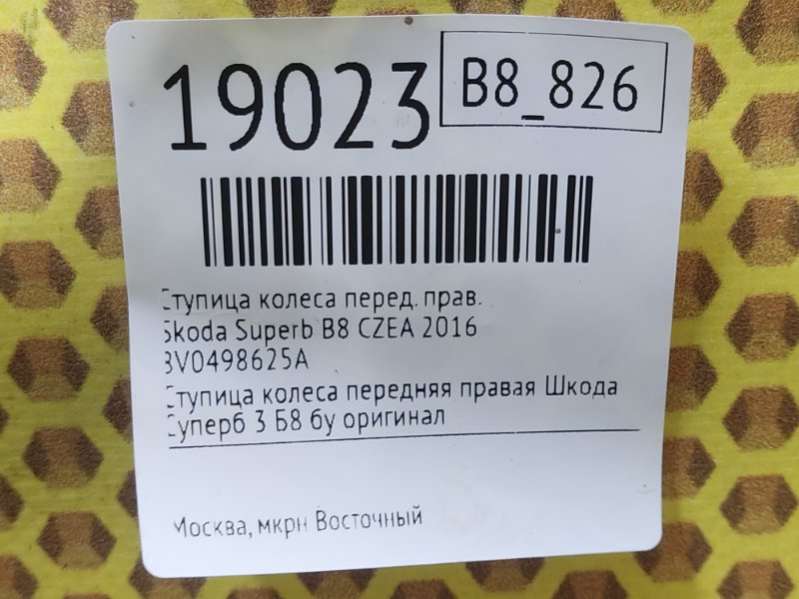 19023
B8_826
Ступица колеса перед. прав.
Skoda Superb B8 CZEA 2016
3V0498625A
Ступица колеса передняя правая Шкода
Суперб 3 Б8 бу оригинал
Москва, мкрн Восточный